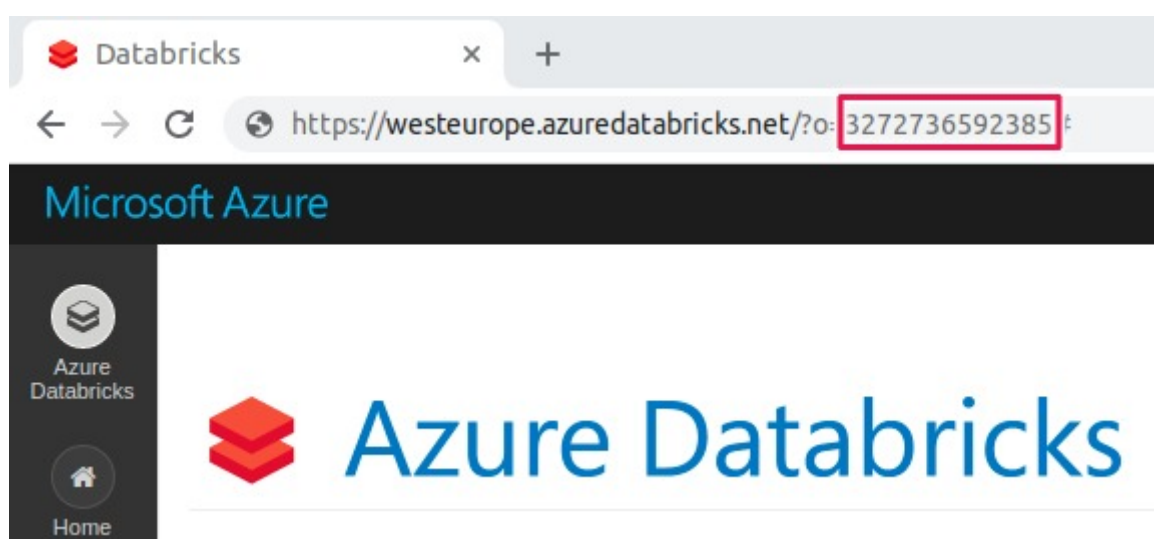 Databricks
https://westeurope.azuredatabricks.net/?o=3272736592385#
Microsoft Azure
Azure
Databricks
Azure Databricks
Home